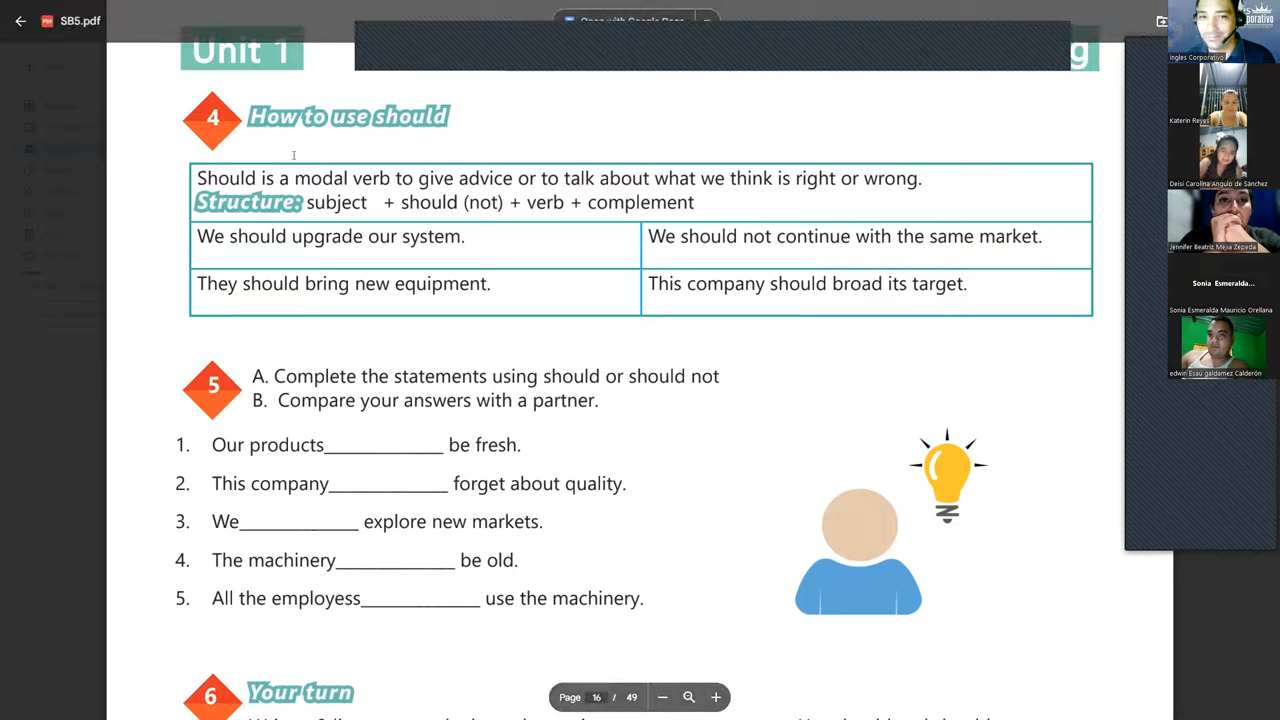 SB5.pdf
Unit 1
g
4 How to use should
Should is a modal verb to give advice or to talk about what we think is right or wrong.
Structure: subject + should (not) + verb + complement
We should upgrade our system.
We should not continue with the same market.
They should bring new equipment.
This company should broad its target.
5 A. Complete the statements using should or should not
B. Compare your answers with a partner.
1. Our products____________ be fresh.
2. This company____________ forget about quality.
3. We____________ explore new markets.
4. The machinery____________ be old.
5. All the employess____________ use the machinery.
6 Your turn
Page 16 / 49
Ingles Corporativo
Katerin Reyes
Deisi Carolina Angulo de Sánchez
Jennifer Beatriz Mejia Zepeda
Sonia Esmeralda...
Sonia Esmeralda Mauricio Orellana
edwin Esaú galdamez Calderón